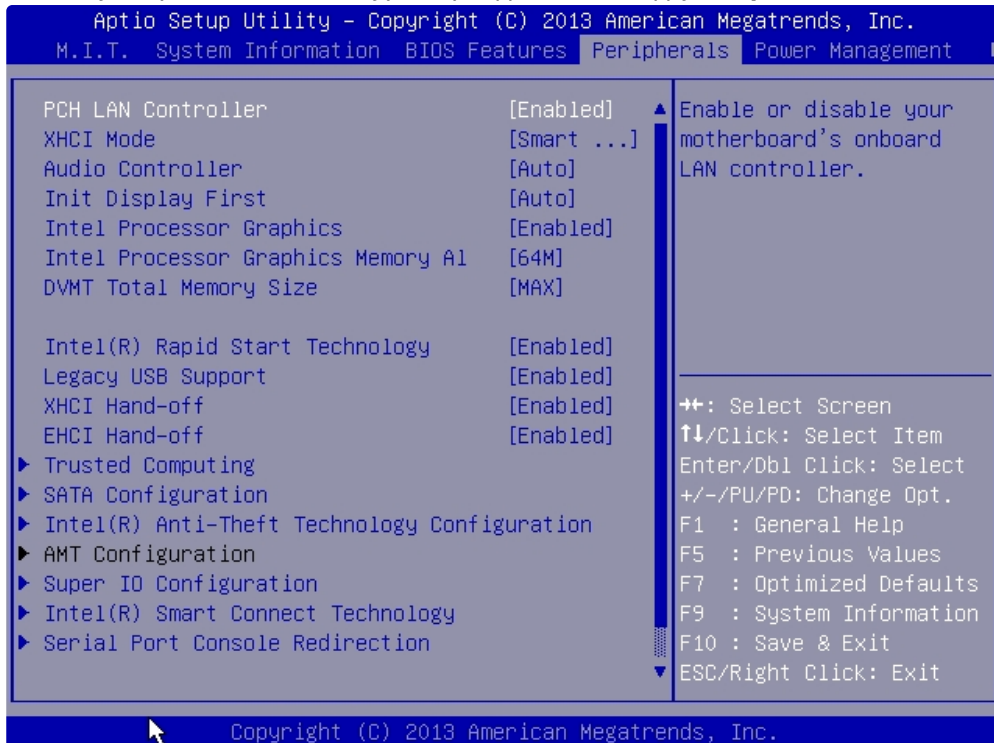 Aptio Setup Utility – Copyright (C) 2013 American Megatrends, Inc.
M.I.T. System Information BIOS Features Peripherals Power Management
PCH LAN Controller [Enabled]
XHCI Mode [Smart ...]
Audio Controller [Auto]
Init Display First [Auto]
Intel Processor Graphics [Enabled]
Intel Processor Graphics Memory Al [64M]
DVMT Total Memory Size [MAX]
Intel(R) Rapid Start Technology [Enabled]
Legacy USB Support [Enabled]
XHCI Hand-off [Enabled]
EHCI Hand-off [Enabled]
Trusted Computing
SATA Configuration
Intel(R) Anti-Theft Technology Configuration
AMT Configuration
Super IO Configuration
Intel(R) Smart Connect Technology
Serial Port Console Redirection
Enable or disable your
motherboard's onboard
LAN controller.
→←: Select Screen
↑↓/Click: Select Item
Enter/Dbl Click: Select
+/-/PU/PD: Change Opt.
F1 : General Help
F5 : Previous Values
F7 : Optimized Defaults
F9 : System Information
F10 : Save & Exit
ESC/Right Click: Exit
Copyright (C) 2013 American Megatrends, Inc.